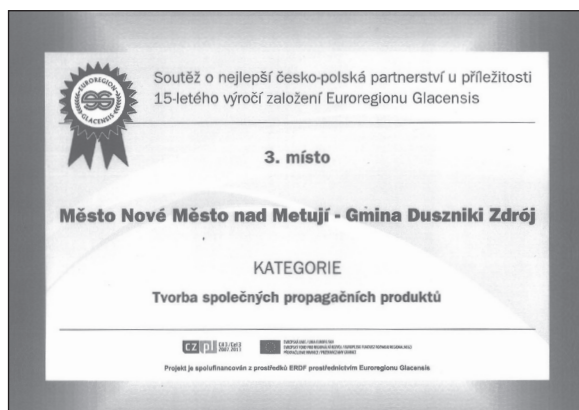 EUROREGION
GLACENSIS
Soutěž o nejlepší česko-polská partnerství u příležitosti
15-letého výročí založení Euroregionu Glacensis
3. místo
Město Nové Město nad Metují - Gmina Duszniki Zdrój
KATEGORIE
Tvorba společných propagačních produktů
cz pl
2007-2013
Projekt je spolufinancován z prostředků ERDF prostřednictvím Euroregionu Glacensis